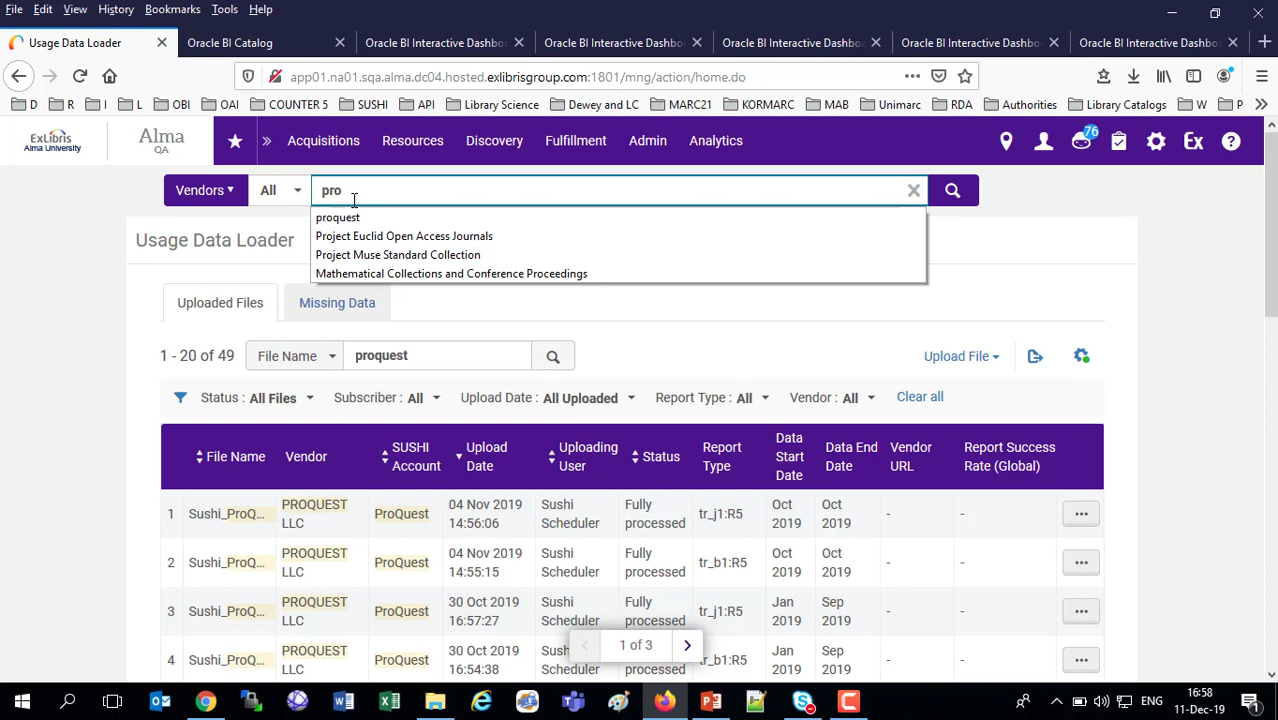 File Edit View History Bookmarks Tools Help
Usage Data Loader
Oracle BI Catalog
Oracle BI Interactive Dashbo
Oracle BI Interactive Dashbo
Oracle BI Interactive Dashbo
Oracle BI Interactive Dashbo
Oracle BI Interactive Dashbo
app01.na01.sqa.alma.dc04.hosted.exlibrisgroup.com:1801/mng/action/home.do
D R I L OBI OAI COUNTER 5 SUSHI API Library Science Dewey and LC MARC21 KORMARC MAB Unimarc RDA Authorities Library Catalogs W P
ExLibris
Alma University
Alma
QA
Acquisitions Resources Discovery Fulfillment Admin Analytics
76
Ex
Vendors All pro
proquest
Project Euclid Open Access Journals
Project Muse Standard Collection
Mathematical Collections and Conference Proceedings
Usage Data Loader
Uploaded Files Missing Data
1 - 20 of 49 File Name proquest Upload File
Status : All Files Subscriber : All Upload Date : All Uploaded Report Type : All Vendor : All Clear all
File Name Vendor SUSHI Account Upload Date Uploading User Status Report Type Data Start Date Data End Date Vendor URL Report Success Rate (Global)
1 Sushi_ProQ... PROQUEST LLC ProQuest 04 Nov 2019 14:56:06 Sushi Scheduler Fully processed tr_j1:R5 Oct 2019 Oct 2019 - -
2 Sushi_ProQ... PROQUEST LLC ProQuest 04 Nov 2019 14:55:15 Sushi Scheduler Fully processed tr_b1:R5 Oct 2019 Oct 2019 - -
3 Sushi_ProQ... PROQUEST LLC ProQuest 30 Oct 2019 16:57:27 Sushi Scheduler Fully processed tr_j1:R5 Jan 2019 Sep 2019 - -
4 Sushi_ProQ... PROQUEST LLC ProQuest 30 Oct 2019 16:54:38 Sushi Scheduler Fully processed tr_b1:R5 Jan 2019 Sep 2019 - -
1 of 3
ENG
16:58
11-Dec-19
1